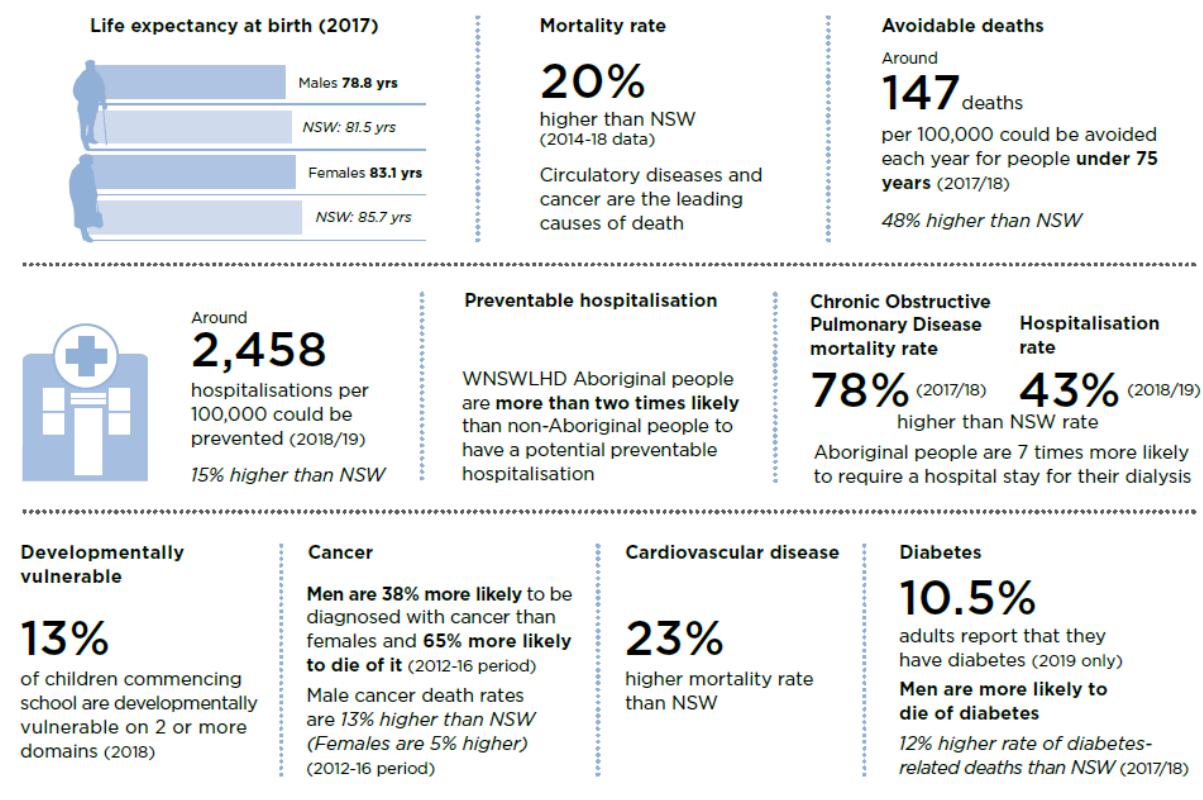 Life expectancy at birth (2017)
Males 78.8 yrs
NSW: 81.5 yrs
Females 83.1 yrs
NSW: 85.7 yrs
Mortality rate
20%
higher than NSW
(2014-18 data)
Circulatory diseases and
cancer are the leading
causes of death
Avoidable deaths
Around
147 deaths
per 100,000 could be avoided
each year for people under 75
years (2017/18)
48% higher than NSW
Around
2,458
hospitalisations per
100,000 could be
prevented (2018/19)
15% higher than NSW
Preventable hospitalisation
WNSWLHD Aboriginal people
are more than two times likely
than non-Aboriginal people to
have a potential preventable
hospitalisation
Chronic Obstructive
Pulmonary Disease
mortality rate
78% (2017/18)
Hospitalisation
rate
43% (2018/19)
higher than NSW rate
Aboriginal people are 7 times more likely
to require a hospital stay for their dialysis
Developmentally
vulnerable
13%
of children commencing
school are developmentally
vulnerable on 2 or more
domains (2018)
Cancer
Men are 38% more likely to be
diagnosed with cancer than
females and 65% more likely
to die of it (2012-16 period)
Male cancer death rates
are 13% higher than NSW
(Females are 5% higher)
(2012-16 period)
Cardiovascular disease
23%
higher mortality rate
than NSW
Diabetes
10.5%
adults report that they
have diabetes (2019 only)
Men are more likely to
die of diabetes
12% higher rate of diabetes-
related deaths than NSW (2017/18)